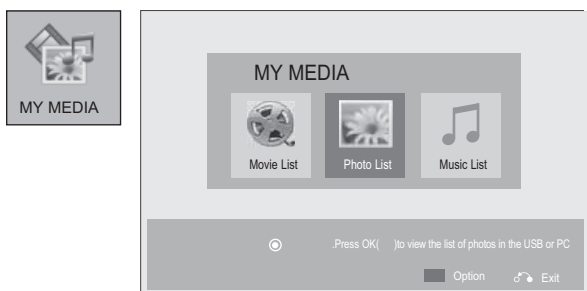 MY MEDIA
MY MEDIA
Movie List
Photo List
Music List
.Press OK( )to view the list of photos in the USB or PC
Option
Exit